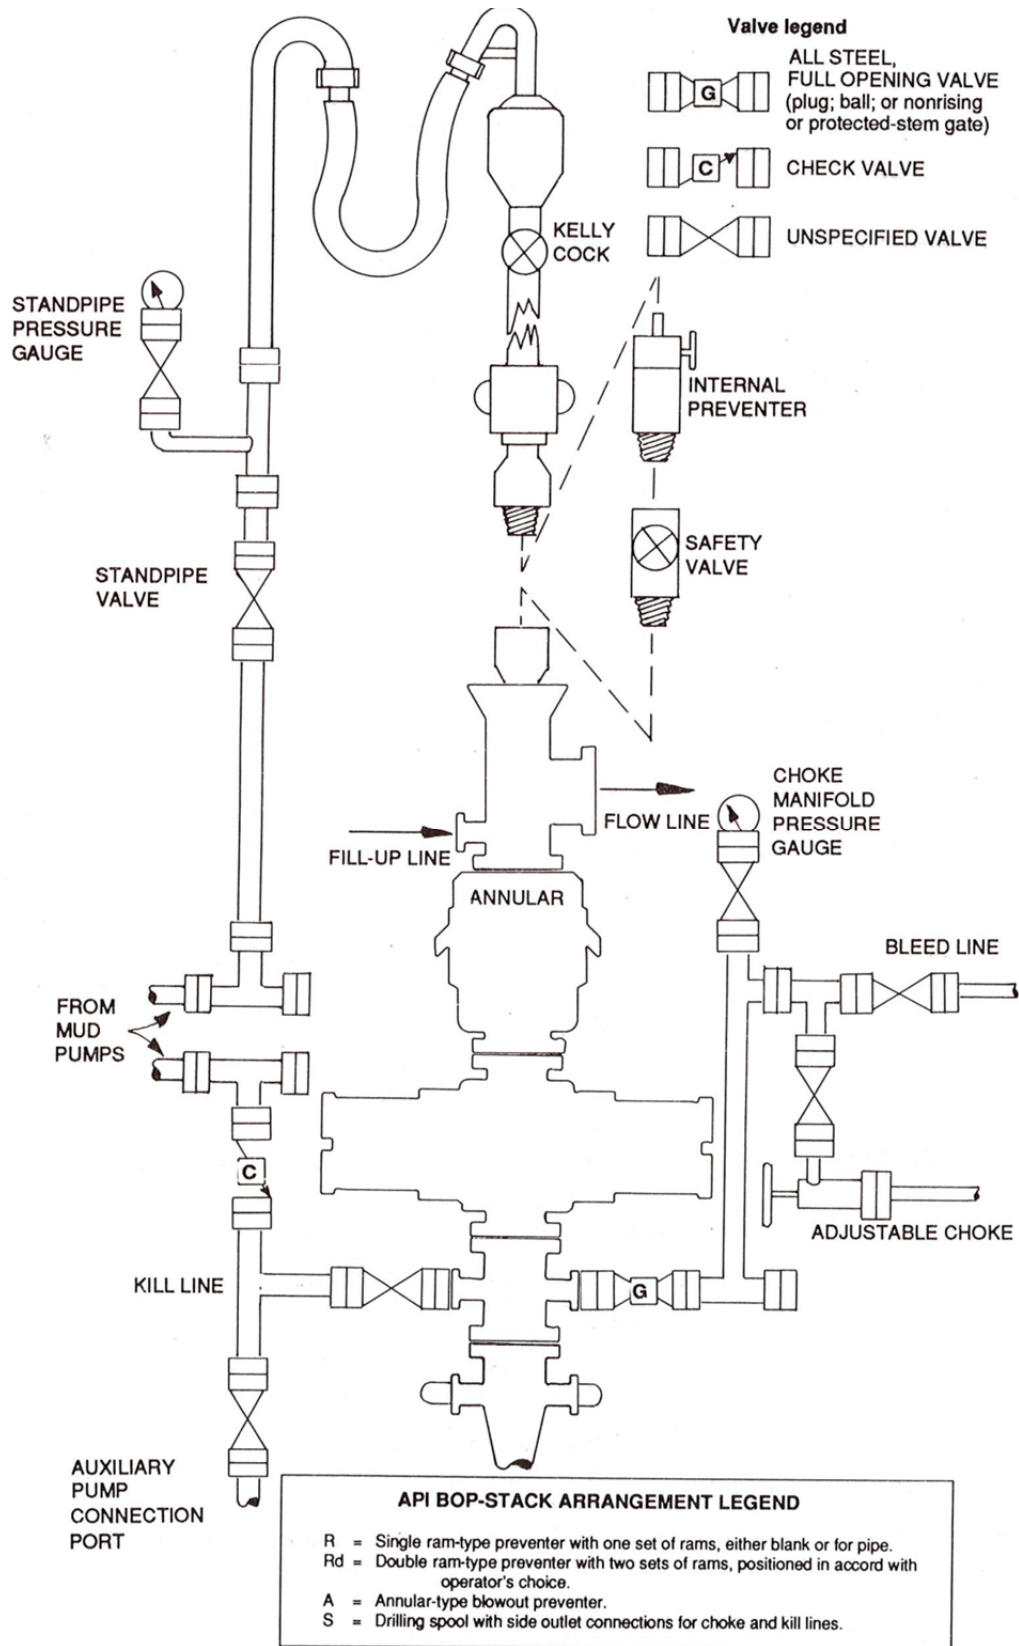 Valve legend
ALL STEEL,
FULL OPENING VALVE
(plug; ball; or nonrising
or protected-stem gate)
G
C
CHECK VALVE
UNSPECIFIED VALVE
KELLY
COCK
STANDPIPE
PRESSURE
GAUGE
INTERNAL
PREVENTER
SAFETY
VALVE
STANDPIPE
VALVE
CHOKE
MANIFOLD
PRESSURE
GAUGE
FLOW LINE
FILL-UP LINE
ANNULAR
BLEED LINE
FROM
MUD
PUMPS
C
ADJUSTABLE CHOKE
KILL LINE
G
AUXILIARY
PUMP
CONNECTION
PORT
API BOP-STACK ARRANGEMENT LEGEND
R = Single ram-type preventer with one set of rams, either blank or for pipe.
Rd = Double ram-type preventer with two sets of rams, positioned in accord with
operator's choice.
A = Annular-type blowout preventer.
S = Drilling spool with side outlet connections for choke and kill lines.